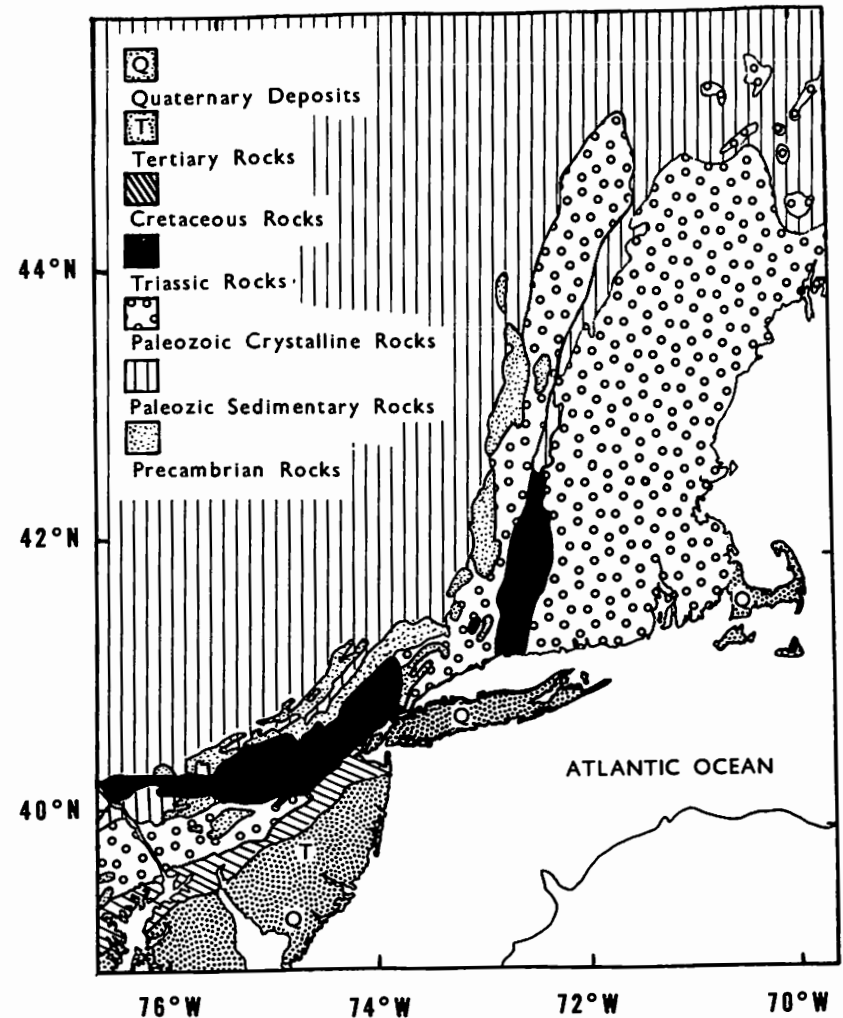 Q
Quaternary Deposits
T
Tertiary Rocks
Cretaceous Rocks
Triassic Rocks
Paleozoic Crystalline Rocks
Paleozic Sedimentary Rocks
Precambrian Rocks
44°N
42°N
Q
Q
ATLANTIC OCEAN
40°N
T
Q
76°W 74°W 72°W 70°W